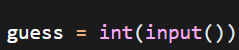 guess = int(input())